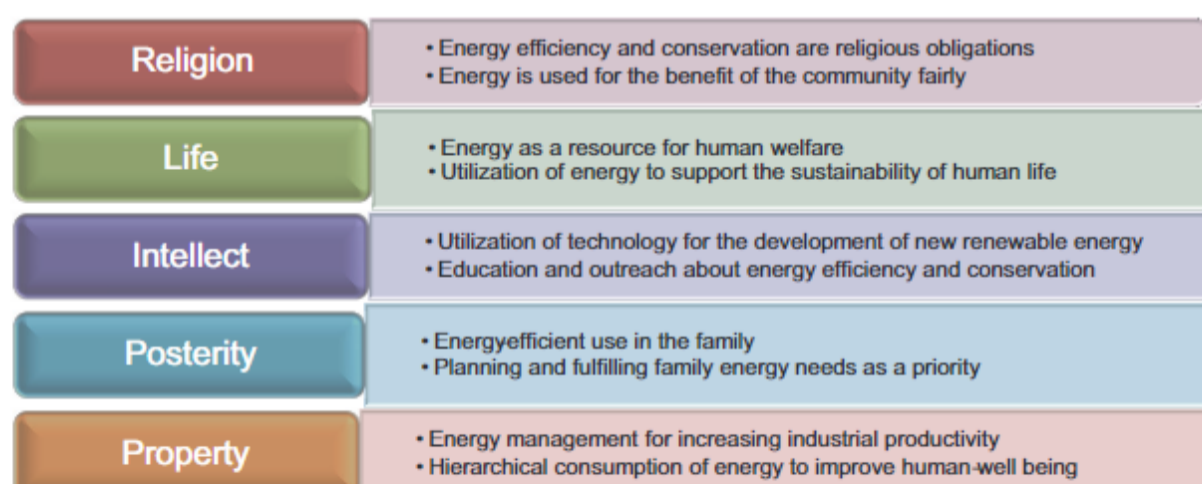 Religion
• Energy efficiency and conservation are religious obligations
• Energy is used for the benefit of the community fairly
Life
• Energy as a resource for human welfare
• Utilization of energy to support the sustainability of human life
Intellect
• Utilization of technology for the development of new renewable energy
• Education and outreach about energy efficiency and conservation
Posterity
• Energyefficient use in the family
• Planning and fulfilling family energy needs as a priority
Property
• Energy management for increasing industrial productivity
• Hierarchical consumption of energy to improve human-well being